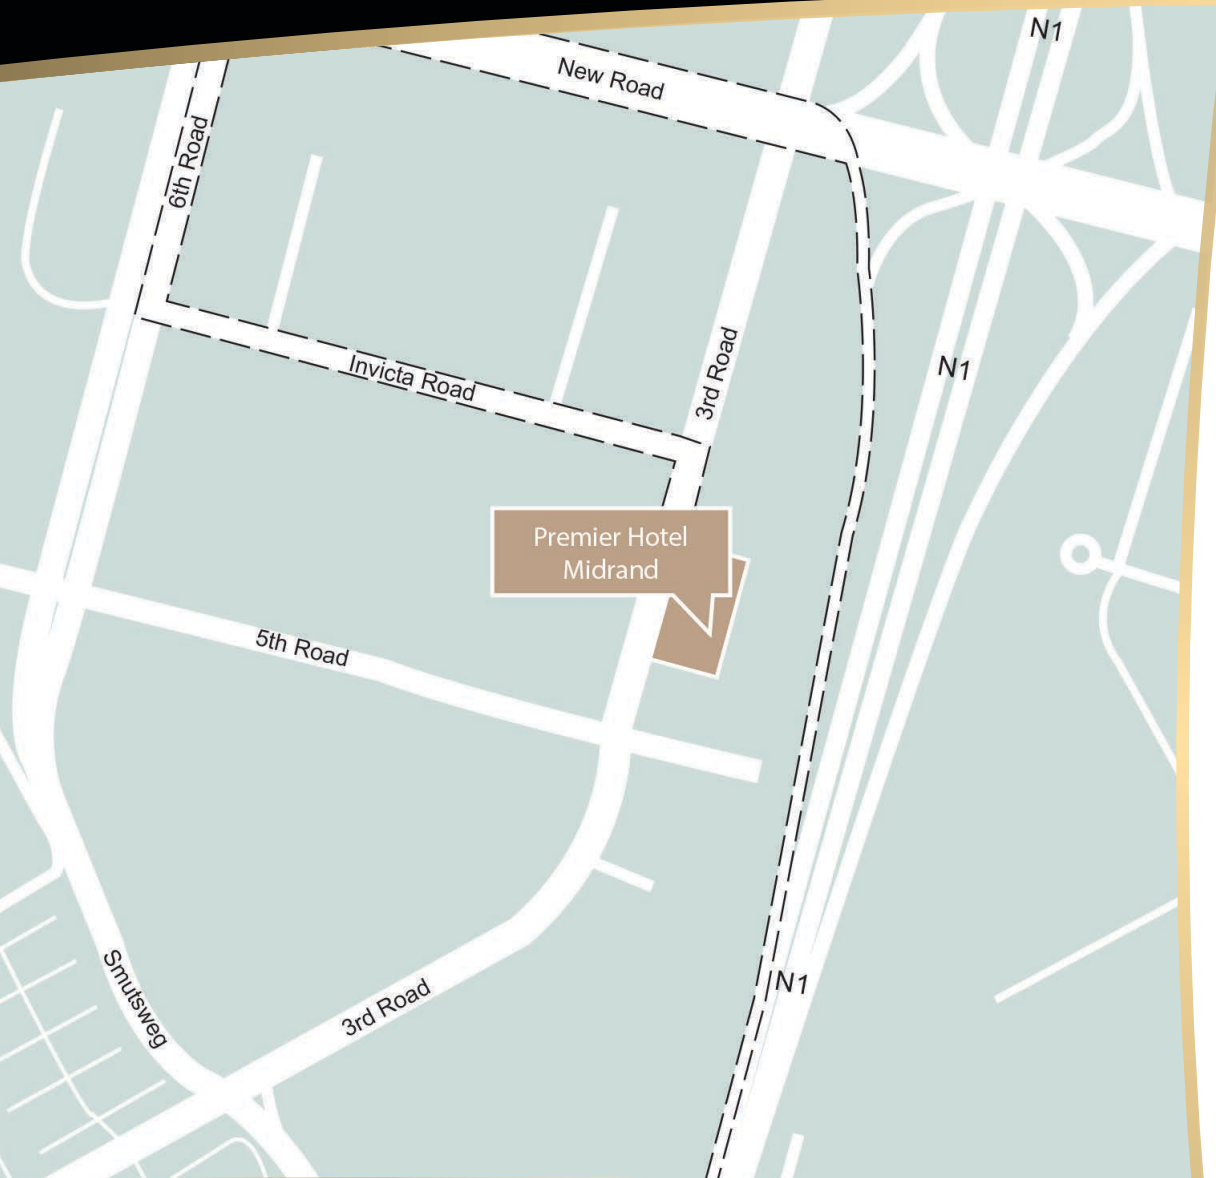 N1
New Road
6th Road
3rd Road
N1
Invicta Road
Premier Hotel
Midrand
5th Road
Smutsweg
3rd Road
N1